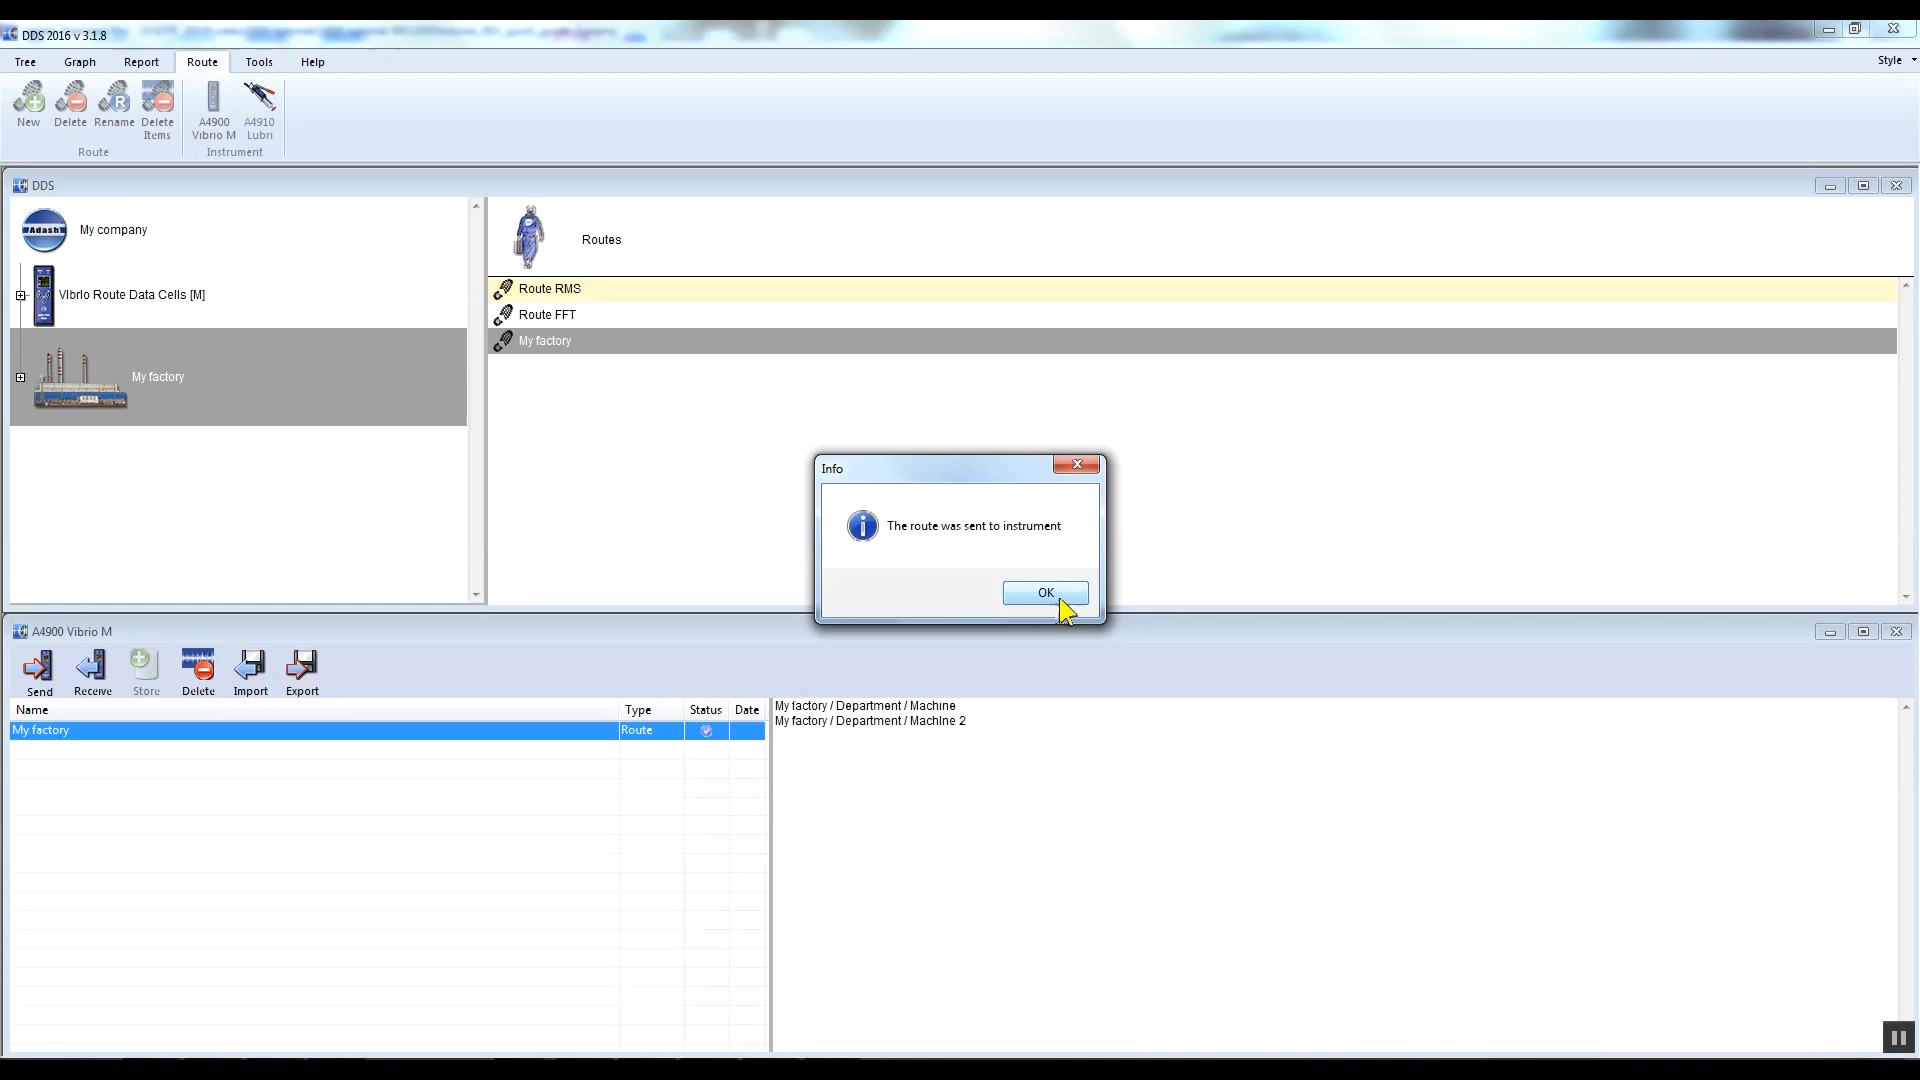 DDS 2016 v 3.1.8
Tree Graph Report Route Tools Help Style
New Delete Rename Delete Items A4900 Vibrio M A4910 Lubri
Route Instrument
DDS
Adash My company
VIbrIo Route Data Cells [M]
My factory
Routes
Route RMS
Route FFT
My factory
Info
The route was sent to instrument
OK
A4900 Vibrio M
Send Receive Store Delete Import Export
Name Type Status Date
My factory Route
My factory / Department / Machine
My factory / Department / Machine 2